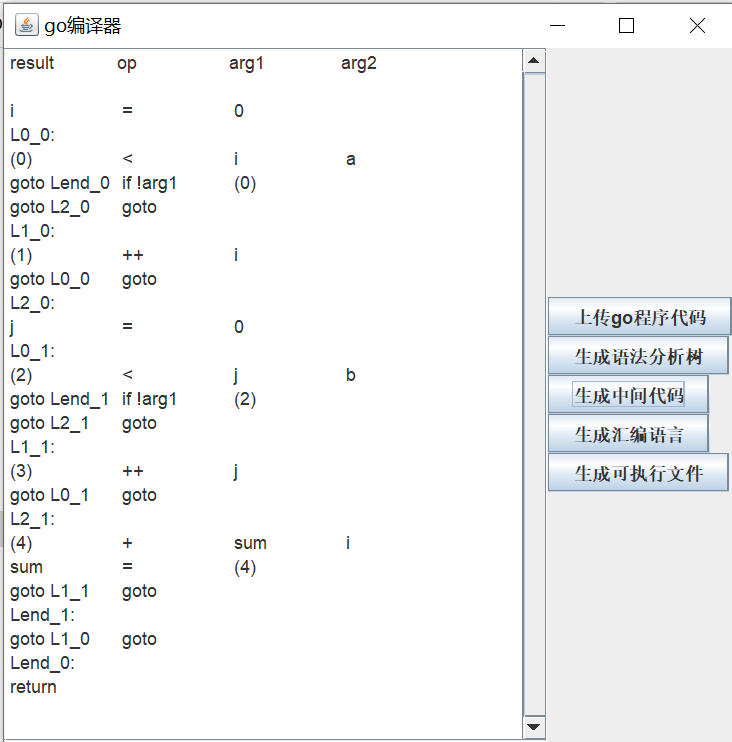 go编译器
result op arg1 arg2
i = 0
L0_0:
(0) < i a
goto Lend_0 if !arg1 (0)
goto L2_0 goto
L1_0:
(1) ++ i
goto L0_0 goto
L2_0:
j = 0
L0_1:
(2) < j b
goto Lend_1 if !arg1 (2)
goto L2_1 goto
L1_1:
(3) ++ j
goto L0_1 goto
L2_1:
(4) + sum i
sum = (4)
goto L1_1 goto
Lend_1:
goto L1_0 goto
Lend_0:
return
上传go程序代码
生成语法分析树
生成中间代码
生成汇编语言
生成可执行文件